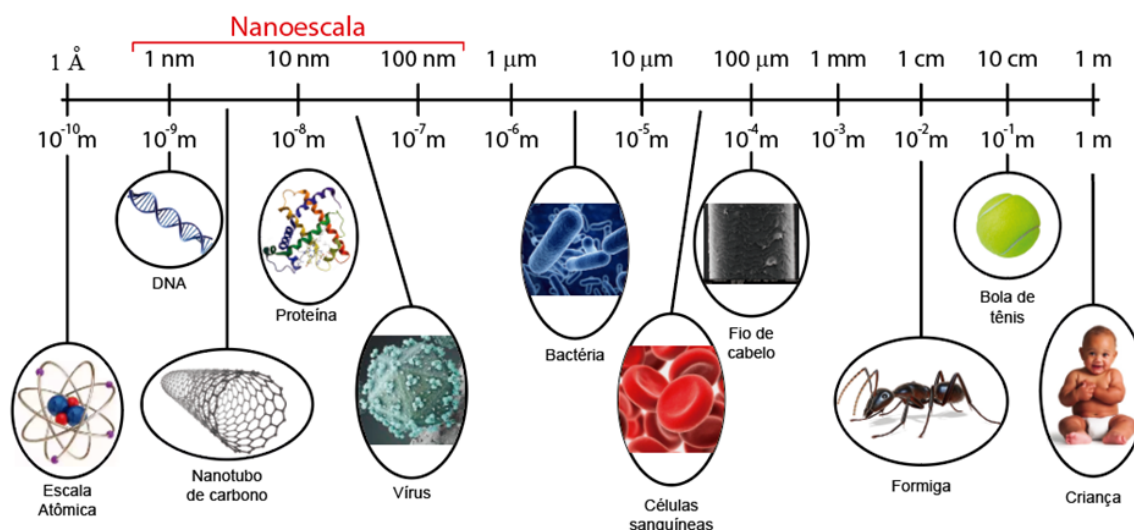 Nanoescala
1 Å 1 nm 10 nm 100 nm 1 µm 10 µm 100 µm 1 mm 1 cm 10 cm 1 m
10⁻¹⁰m 10⁻⁹m 10⁻⁸m 10⁻⁷m 10⁻⁶m 10⁻⁵m 10⁻⁴m 10⁻³m 10⁻²m 10⁻¹m 1 m
DNA
Proteína
Bactéria
Fio de
cabelo
Bola de
tênis
Escala
Atômica
Nanotubo
de carbono
Vírus
Células
sanguíneas
Formiga
Criança